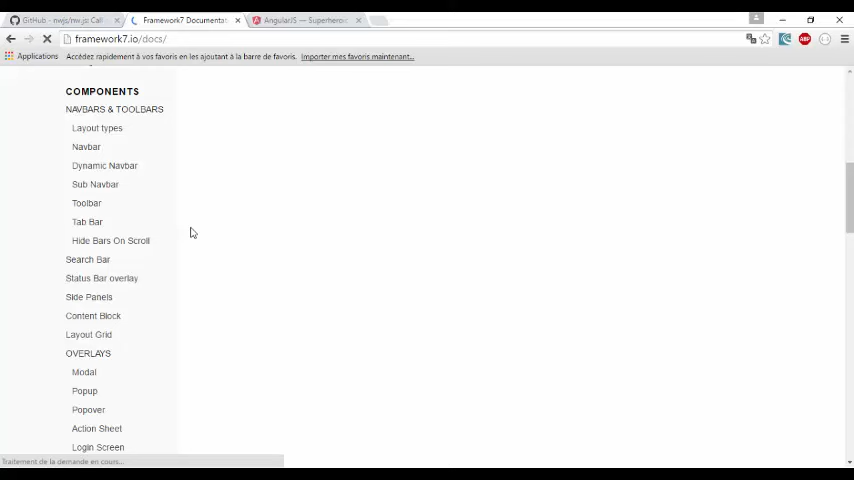 GitHub - nwjs/nw.js: Call
Framework7 Documentat
AngularJS — Superheroic
framework7.io/docs/
Applications
Accédez rapidement à vos favoris en les ajoutant à la barre de favoris. Importer mes favoris maintenant...
COMPONENTS
NAVBARS & TOOLBARS
Layout types
Navbar
Dynamic Navbar
Sub Navbar
Toolbar
Tab Bar
Hide Bars On Scroll
Search Bar
Status Bar overlay
Side Panels
Content Block
Layout Grid
OVERLAYS
Modal
Popup
Popover
Action Sheet
Login Screen
Traitement de la demande en cours...